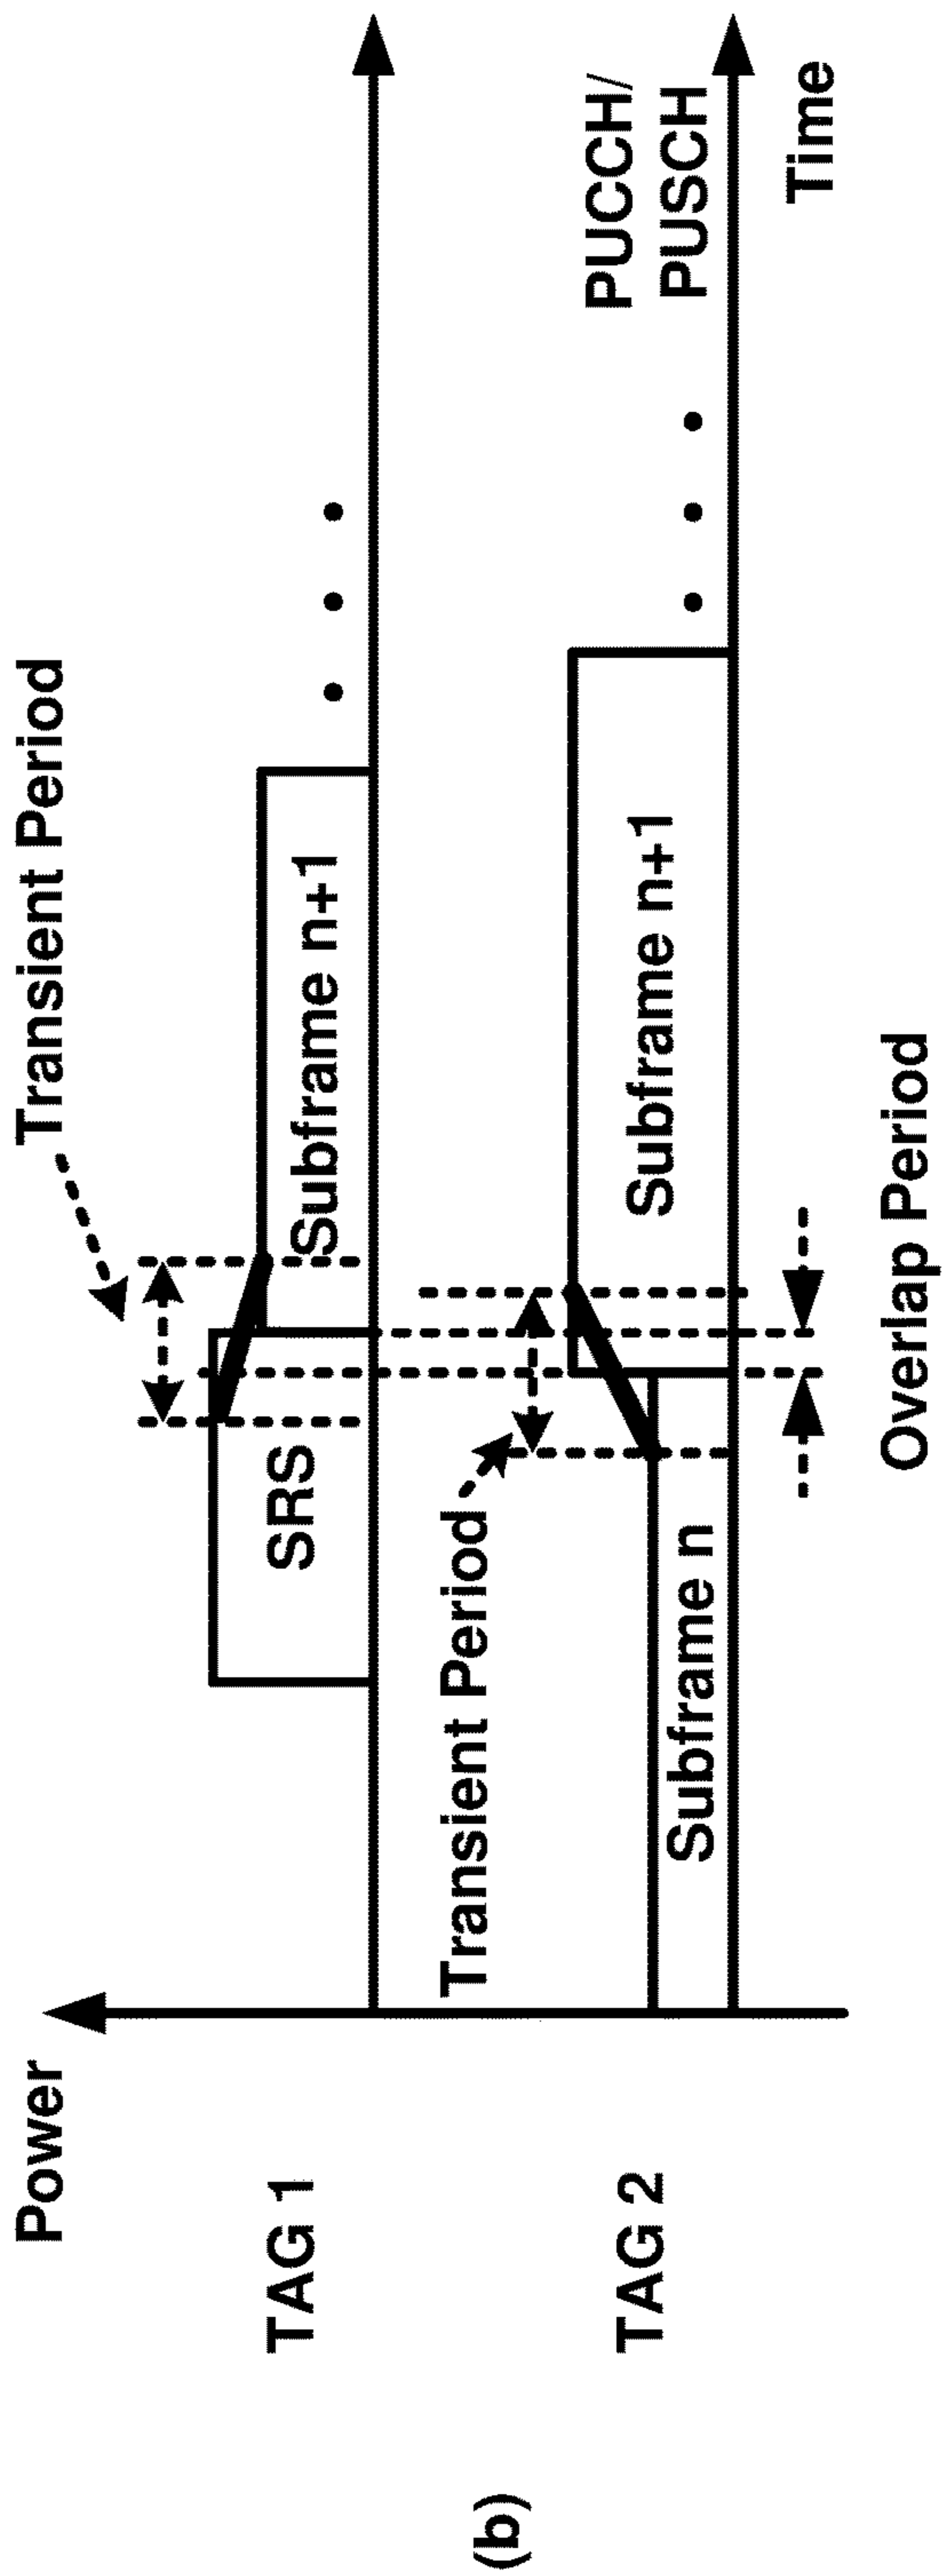 Power
Transient Period
TAG 1
SRS
Subframe n+1
Transient Period
PUCCH/
PUSCH
TAG 2
Subframe n
Subframe n+1
Time
Overlap Period
(b)